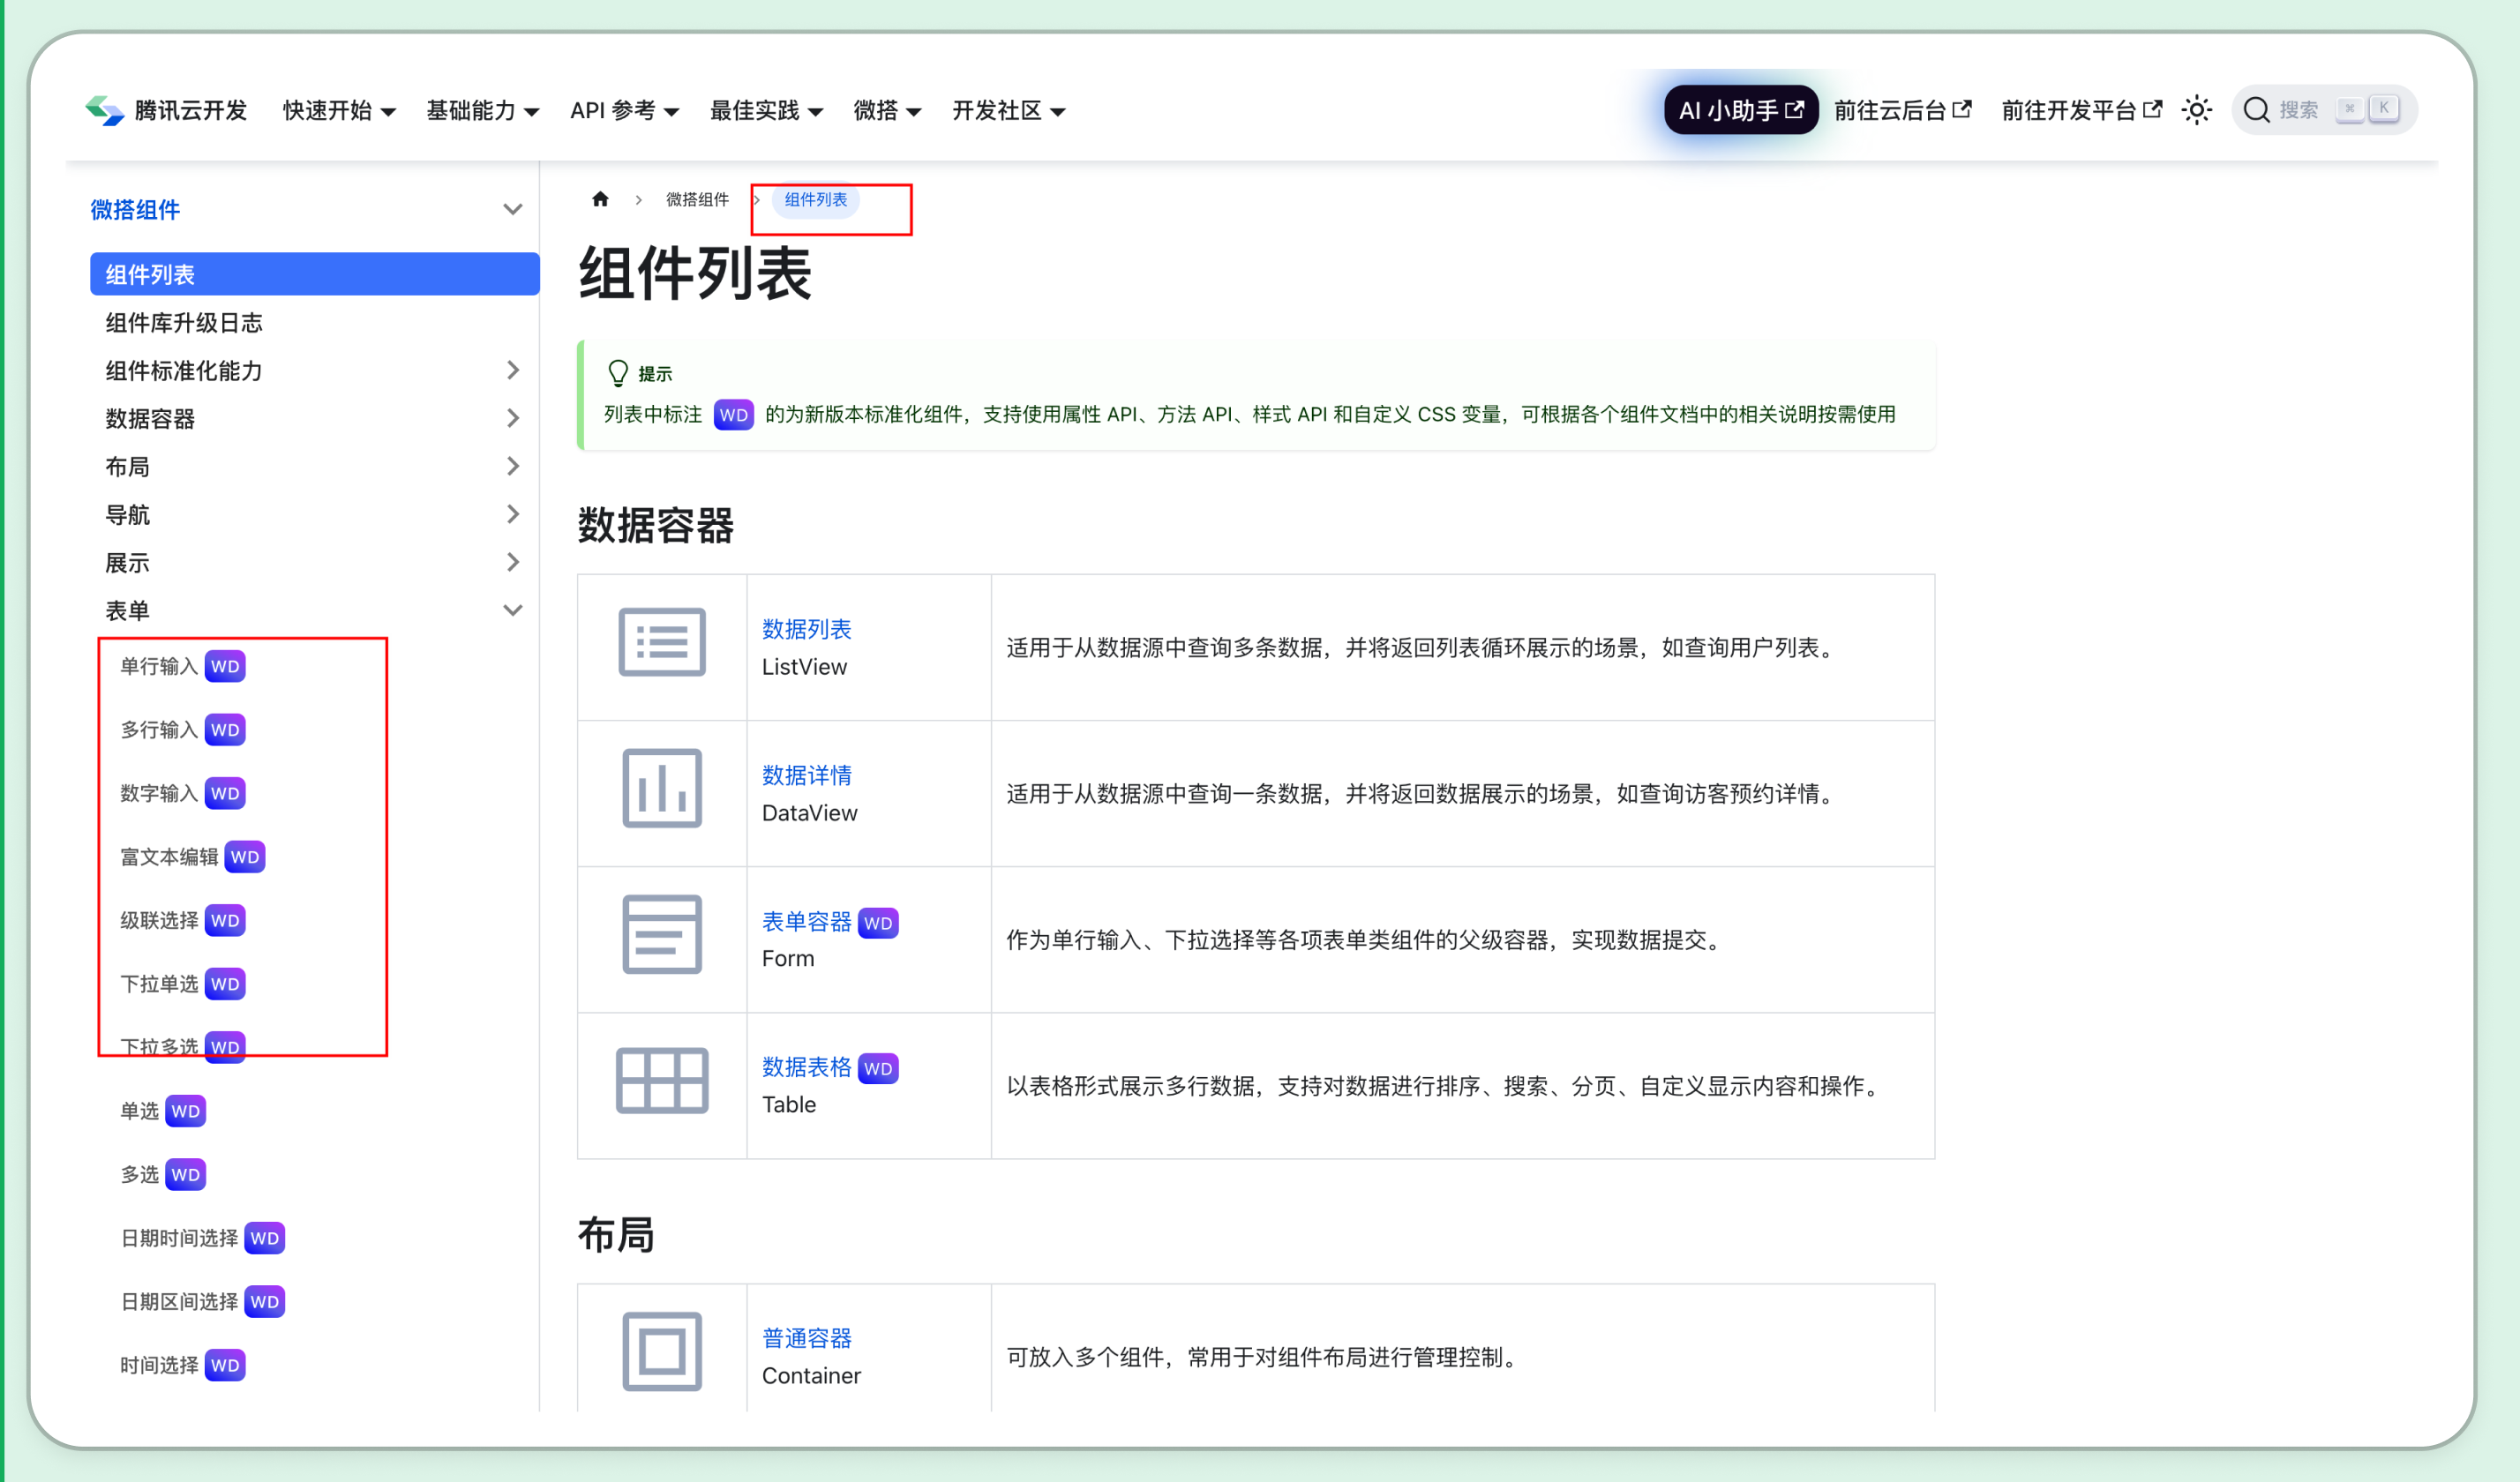 腾讯云开发 快速开始 基础能力 API 参考 最佳实践 微搭 开发社区 AI 小助手 前往云后台 前往开发平台 搜索 ⌘ K
微搭组件
组件列表
组件库升级日志
组件标准化能力
数据容器
布局
导航
展示
表单
单行输入 WD
多行输入 WD
数字输入 WD
富文本编辑 WD
级联选择 WD
下拉单选 WD
下拉多选 WD
单选 WD
多选 WD
日期时间选择 WD
日期区间选择 WD
时间选择 WD
微搭组件 组件列表
组件列表
提示
列表中标注 WD 的为新版本标准化组件，支持使用属性 API、方法 API、样式 API 和自定义 CSS 变量，可根据各个组件文档中的相关说明按需使用
数据容器
数据列表
ListView
适用于从数据源中查询多条数据，并将返回列表循环展示的场景，如查询用户列表。
数据详情
DataView
适用于从数据源中查询一条数据，并将返回数据展示的场景，如查询访客预约详情。
表单容器 WD
Form
作为单行输入、下拉选择等各项表单类组件的父级容器，实现数据提交。
数据表格 WD
Table
以表格形式展示多行数据，支持对数据进行排序、搜索、分页、自定义显示内容和操作。
布局
普通容器
Container
可放入多个组件，常用于对组件布局进行管理控制。